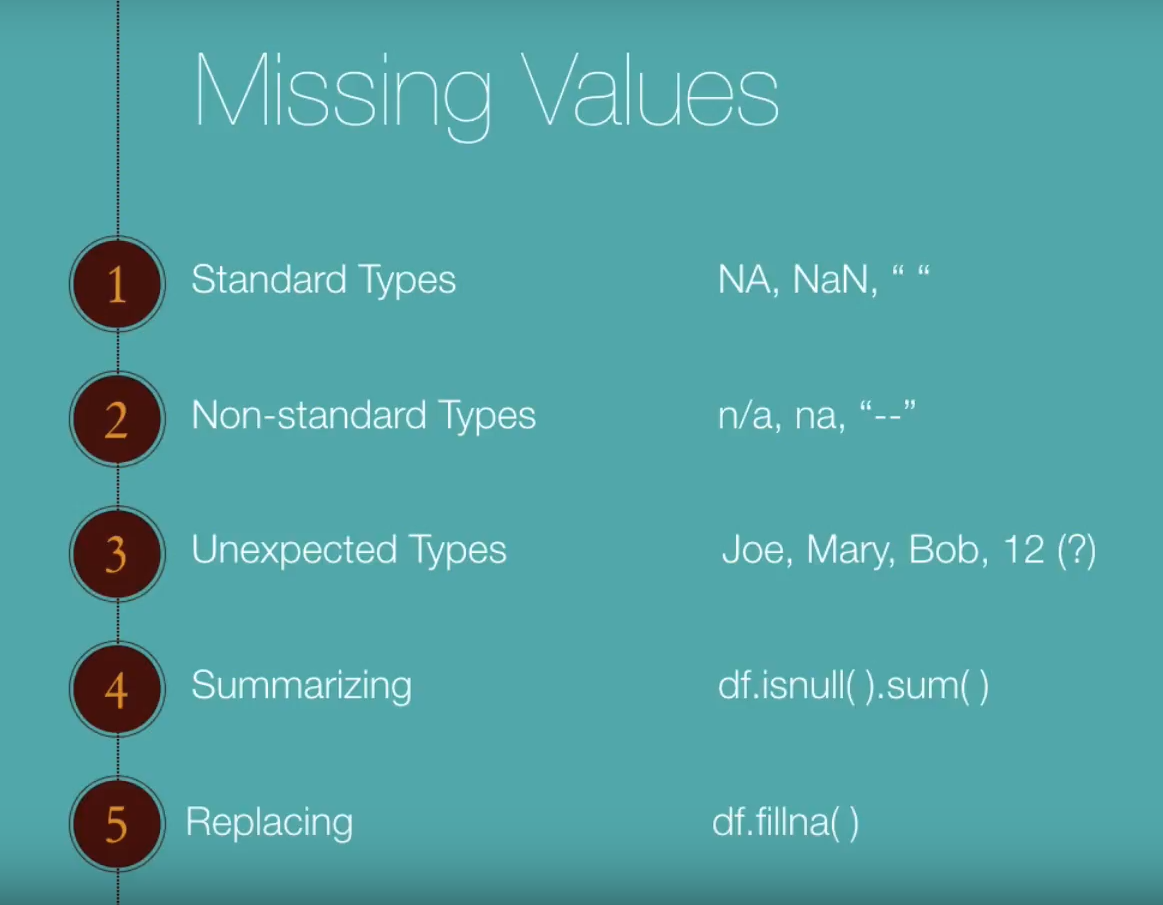 Missing Values
1 Standard Types NA, NaN, “ “
2 Non-standard Types n/a, na, “--”
3 Unexpected Types Joe, Mary, Bob, 12 (?)
4 Summarizing df.isnull( ).sum( )
5 Replacing df.fillna( )